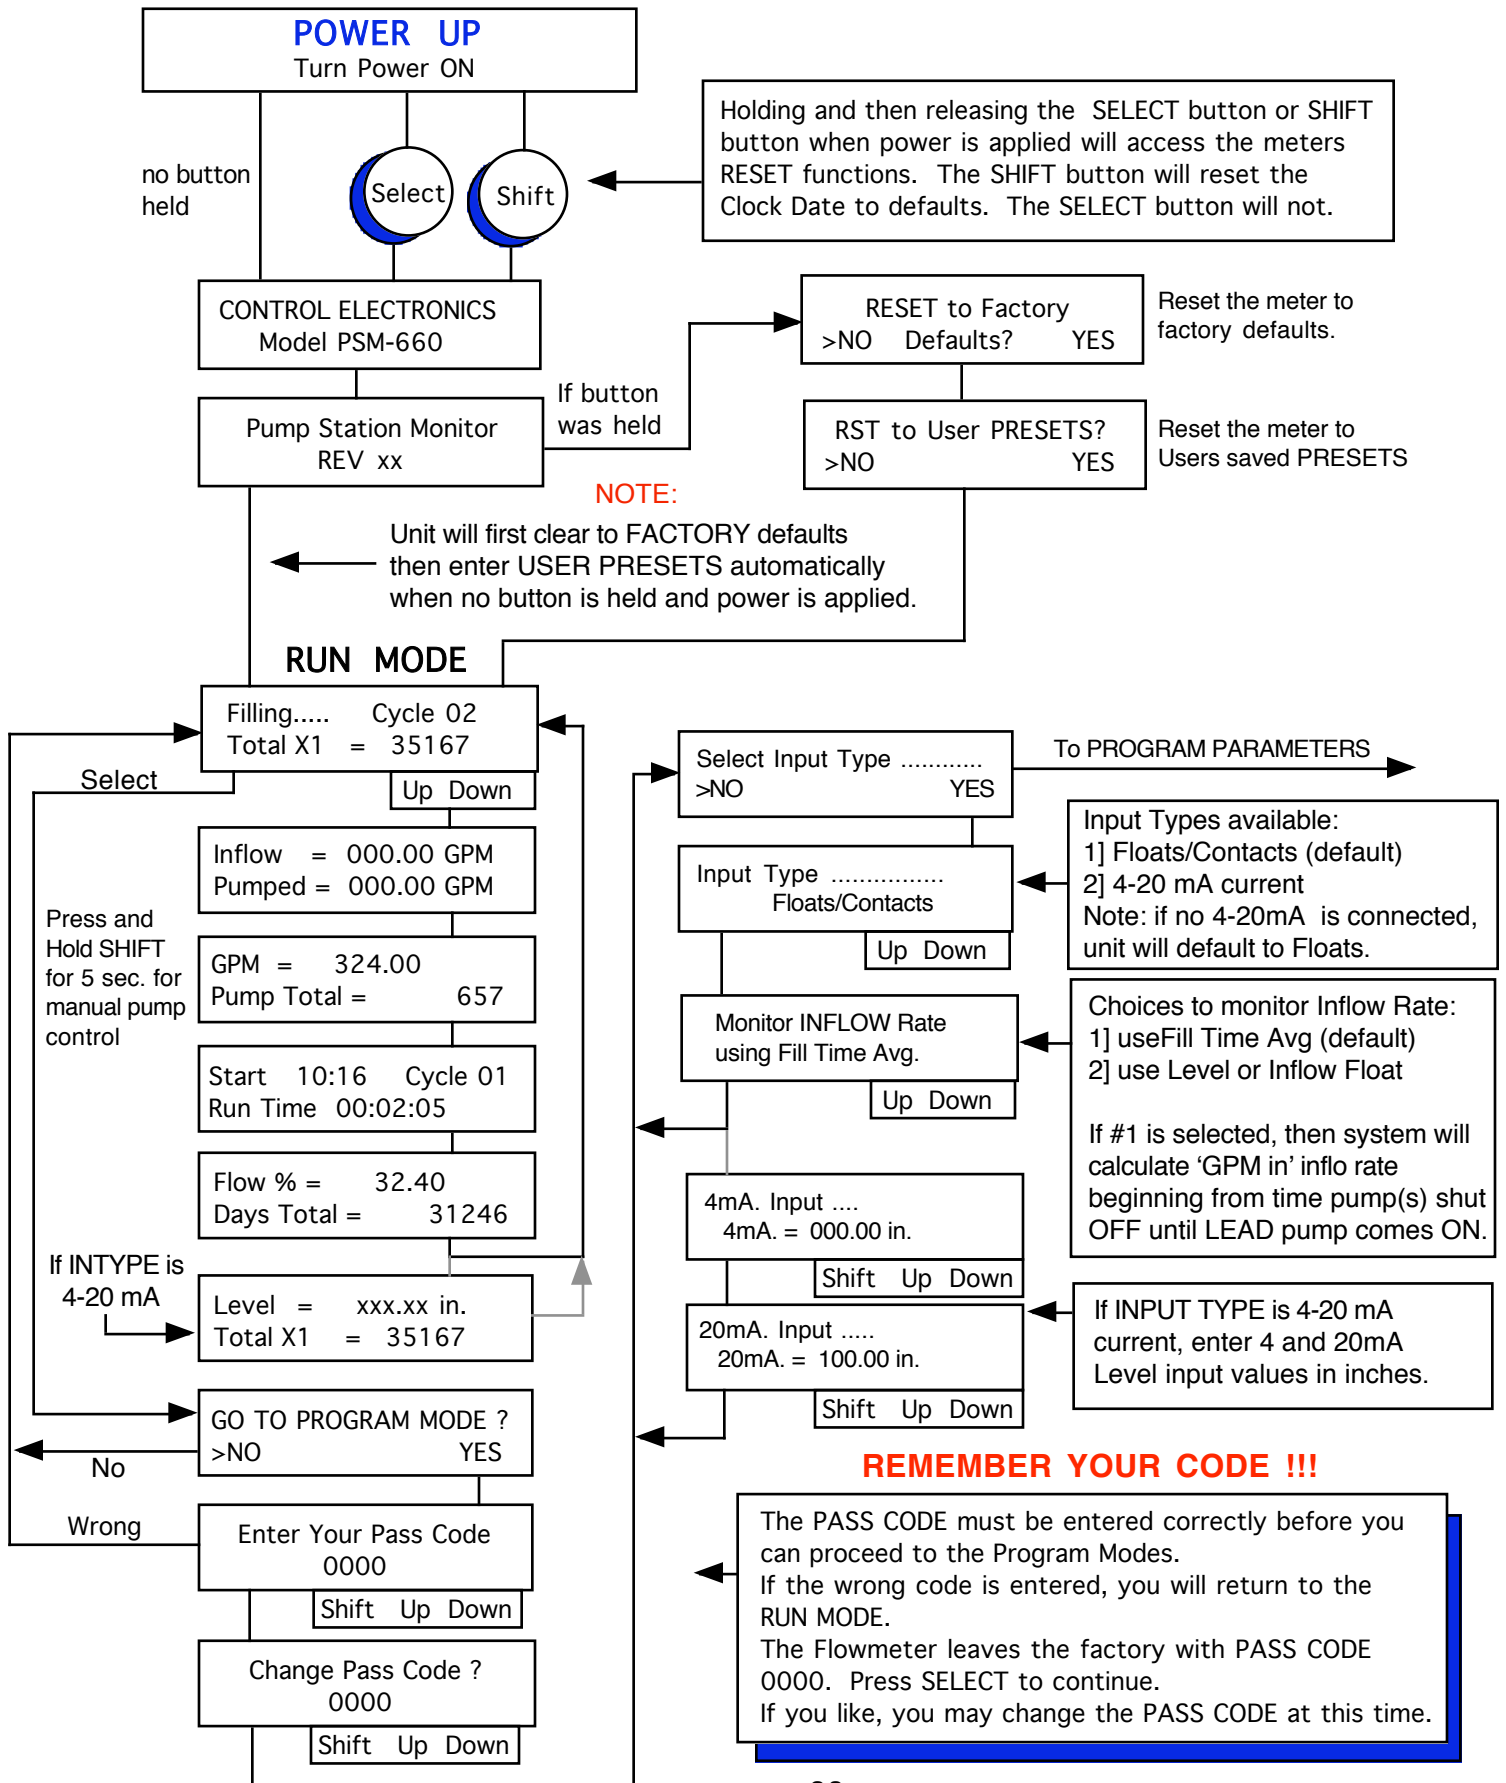 POWER UP
Turn Power ON
Holding and then releasing the SELECT button or SHIFT
button when power is applied will access the meters
RESET functions. The SHIFT button will reset the
Clock Date to defaults. The SELECT button will not.
no button
held
Select
Shift
CONTROL ELECTRONICS
Model PSM-660
RESET to Factory
>NO Defaults? YES
Reset the meter to
factory defaults.
If button
was held
Pump Station Monitor
REV xx
RST to User PRESETS?
>NO YES
Reset the meter to
Users saved PRESETS
NOTE:
Unit will first clear to FACTORY defaults
then enter USER PRESETS automatically
when no button is held and power is applied.
RUN MODE
Filling..... Cycle 02
Total X1 = 35167
Up Down
Select
Inflow = 000.00 GPM
Pumped = 000.00 GPM
Press and
Hold SHIFT
for 5 sec. for
manual pump
control
GPM = 324.00
Pump Total = 657
Start 10:16 Cycle 01
Run Time 00:02:05
Flow % = 32.40
Days Total = 31246
If INTYPE is
4-20 mA
Level = xxx.xx in.
Total X1 = 35167
GO TO PROGRAM MODE ?
>NO YES
No
Wrong
Enter Your Pass Code
0000
Shift Up Down
Change Pass Code ?
0000
Shift Up Down
Select Input Type ............
>NO YES
To PROGRAM PARAMETERS
Input Type ................
Floats/Contacts
Up Down
Input Types available:
1] Floats/Contacts (default)
2] 4-20 mA current
Note: if no 4-20mA is connected,
unit will default to Floats.
Monitor INFLOW Rate
using Fill Time Avg.
Up Down
Choices to monitor Inflow Rate:
1] useFill Time Avg (default)
2] use Level or Inflow Float
If #1 is selected, then system will
calculate ‘GPM in’ inflo rate
beginning from time pump(s) shut
OFF until LEAD pump comes ON.
4mA. Input ....
4mA. = 000.00 in.
Shift Up Down
20mA. Input .....
20mA. = 100.00 in.
Shift Up Down
If INPUT TYPE is 4-20 mA
current, enter 4 and 20mA
Level input values in inches.
REMEMBER YOUR CODE !!!
The PASS CODE must be entered correctly before you
can proceed to the Program Modes.
If the wrong code is entered, you will return to the
RUN MODE.
The Flowmeter leaves the factory with PASS CODE
0000. Press SELECT to continue.
If you like, you may change the PASS CODE at this time.